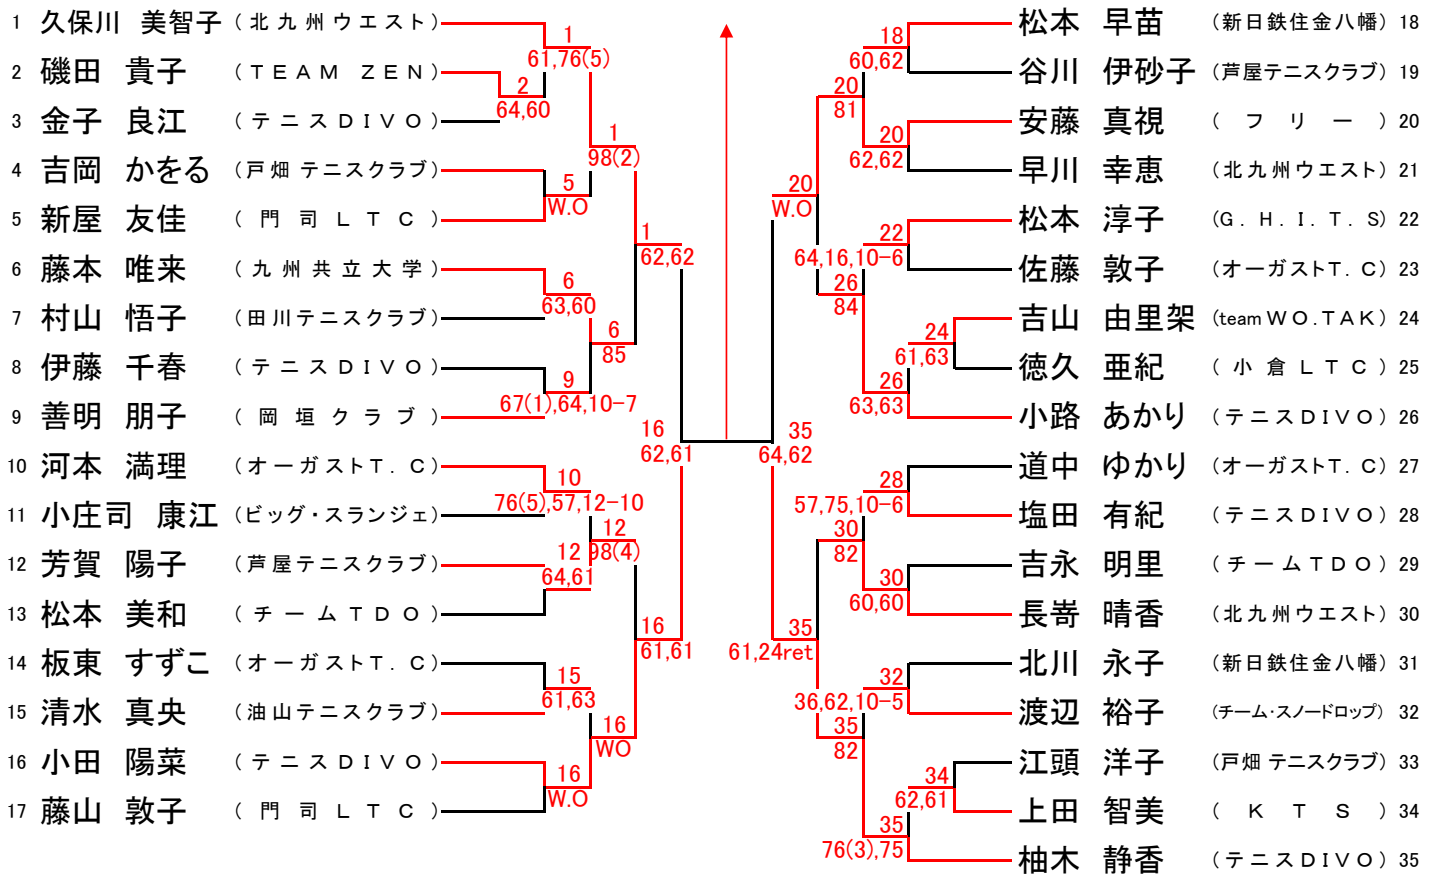 1 久保川 美智子 (北九州ウエスト)
2 磯田 貴子 (TEAM ZEN)
3 金子 良江 (テニスDIVO)
4 吉岡 かをる (戸畑 テニスクラブ)
5 新屋 友佳 (門司LTC)
6 藤本 唯来 (九州共立大学)
7 村山 悟子 (田川テニスクラブ)
8 伊藤 千春 (テニスDIVO)
9 善明 朋子 (岡垣クラブ)
10 河本 満理 (オーガストT. C)
11 小庄司 康江 (ビッグ・スランジェ)
12 芳賀 陽子 (芦屋テニスクラブ)
13 松本 美和 (チームTDO)
14 板東 すずこ (オーガストT. C)
15 清水 真央 (油山テニスクラブ)
16 小田 陽菜 (テニスDIVO)
17 藤山 敦子 (門司LTC)
1
61,76(5)
2
64,60
1
98(2)
5
W.O
1
62,62
6
63,60
6
85
9
67(1),64,10-7
16
62,61
10
76(5),57,12-10
12
98(4)
12
64,61
16
61,61
15
61,63
16
WO
16
W.O
18
60,62
20
81
20
62,62
20
W.O
22
64,16,10-6
26
84
24
61,63
26
63,63
35
64,62
28
57,75,10-6
30
82
30
60,60
35
61,24ret
32
36,62,10-5
35
82
34
62,61
35
76(3),75
松本 早苗 (新日鉄住金八幡) 18
谷川 伊砂子 (芦屋テニスクラブ) 19
安藤 真視 (フリー) 20
早川 幸恵 (北九州ウエスト) 21
松本 淳子 (G. H. I. T. S) 22
佐藤 敦子 (オーガストT. C) 23
吉山 由里架 (team WO.TAK) 24
徳久 亜紀 (小倉LTC) 25
小路 あかり (テニスDIVO) 26
道中 ゆかり (オーガストT. C) 27
塩田 有紀 (テニスDIVO) 28
吉永 明里 (チームTDO) 29
長嵜 晴香 (北九州ウエスト) 30
北川 永子 (新日鉄住金八幡) 31
渡辺 裕子 (チーム・スノードロップ) 32
江頭 洋子 (戸畑 テニスクラブ) 33
上田 智美 (KTS) 34
柚木 静香 (テニスDIVO) 35